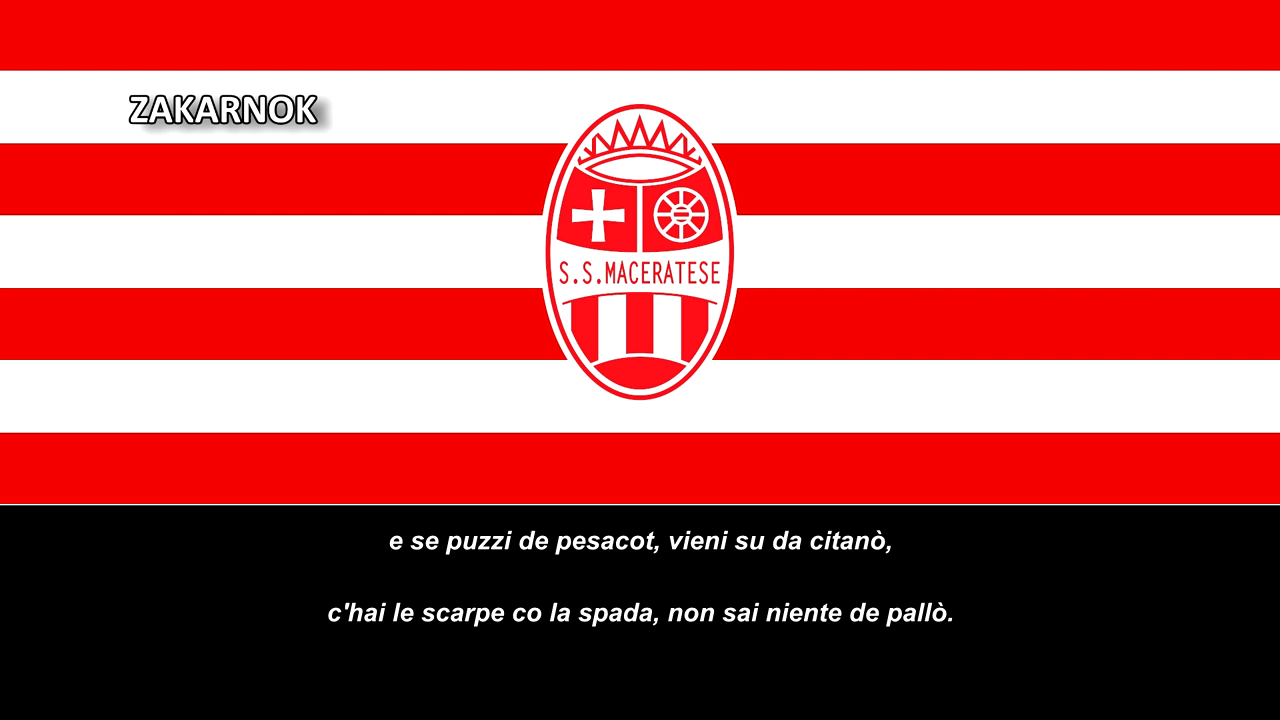 ZAKARNOK
S.S.MACERATESE
e se puzzi de pesacot, vieni su da citanò,
c'hai le scarpe co la spada, non sai niente de pallò.